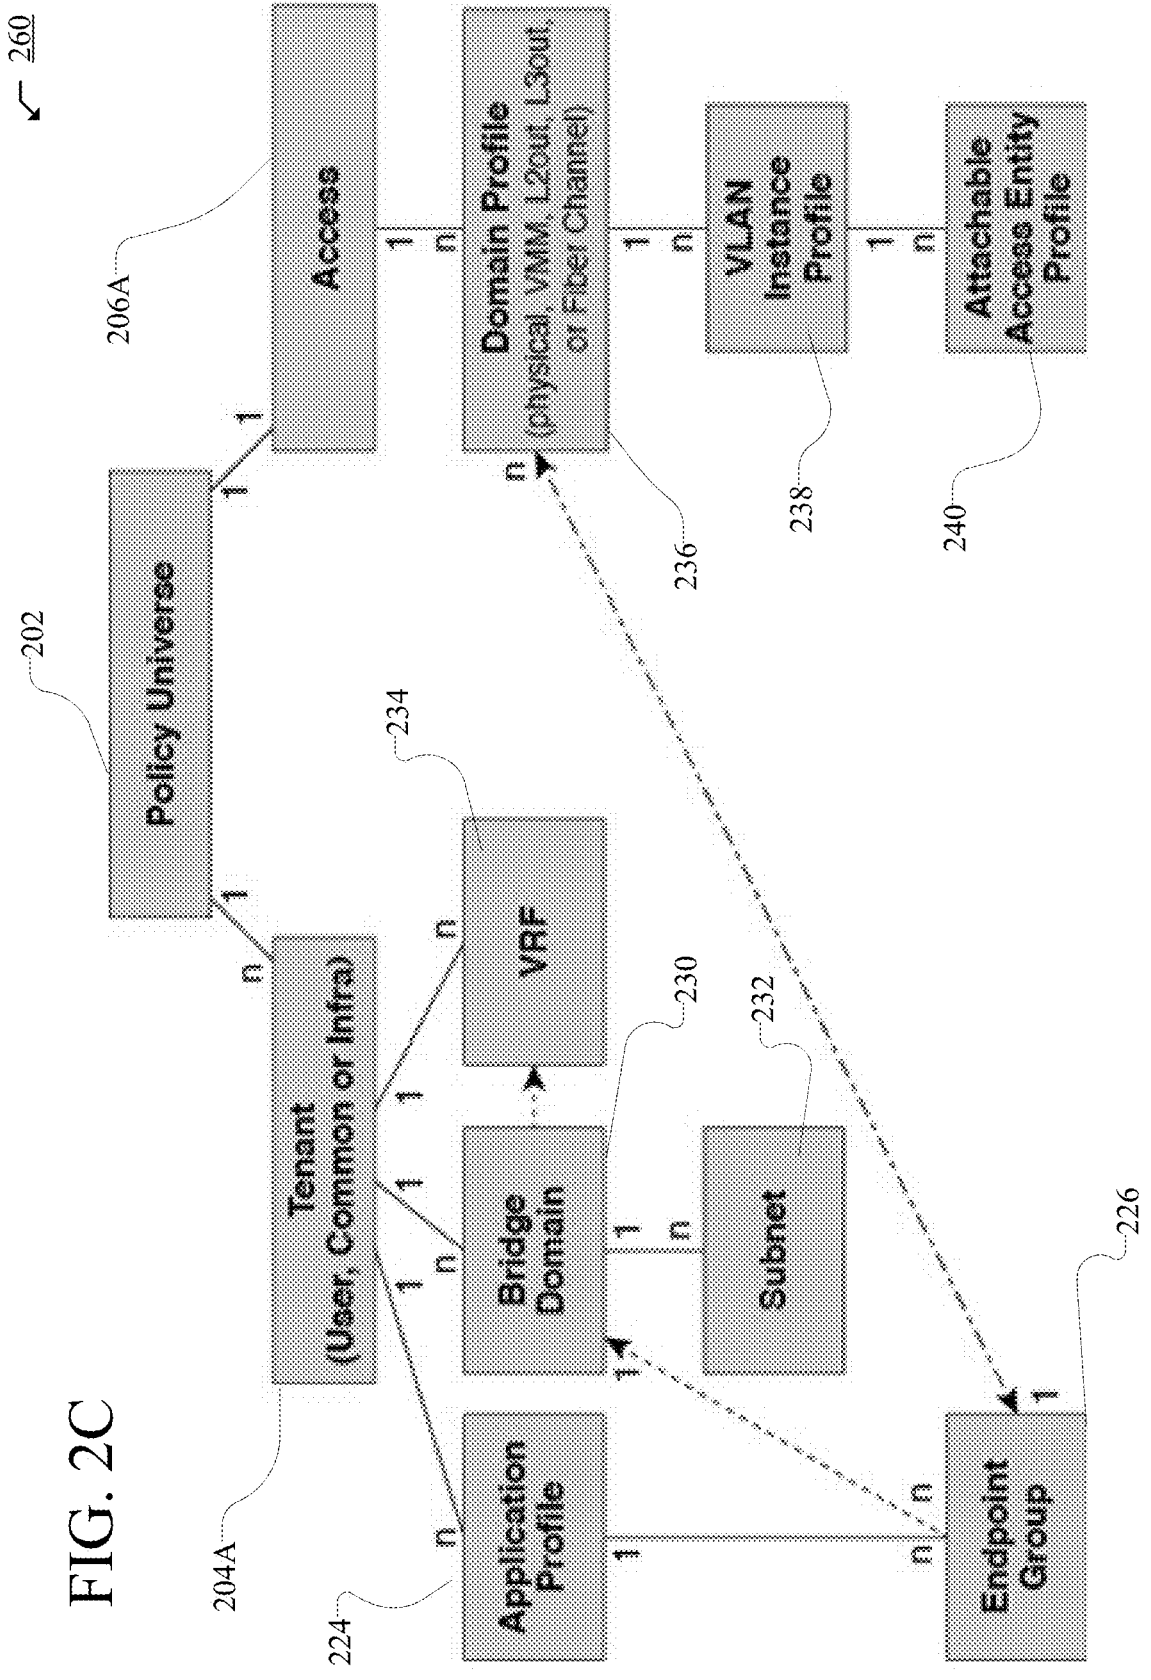 FIG. 2C
260
202
Policy Universe
1
1
n
1
204A
206A
Tenant
(User, Common or Infra)
Access
1
1
1
1
n
n
n
n
224
234
Application
Profile
Bridge
Domain
VRF
Domain Profile
(physical, VMM, L2out, L3out,
or Fiber Channel)
n
1
1
1
1
230
236
n
n
232
Subnet
VLAN
Instance
Profile
238
1
n
n
n
Endpoint
Group
1
226
Attachable
Access Entity
Profile
240